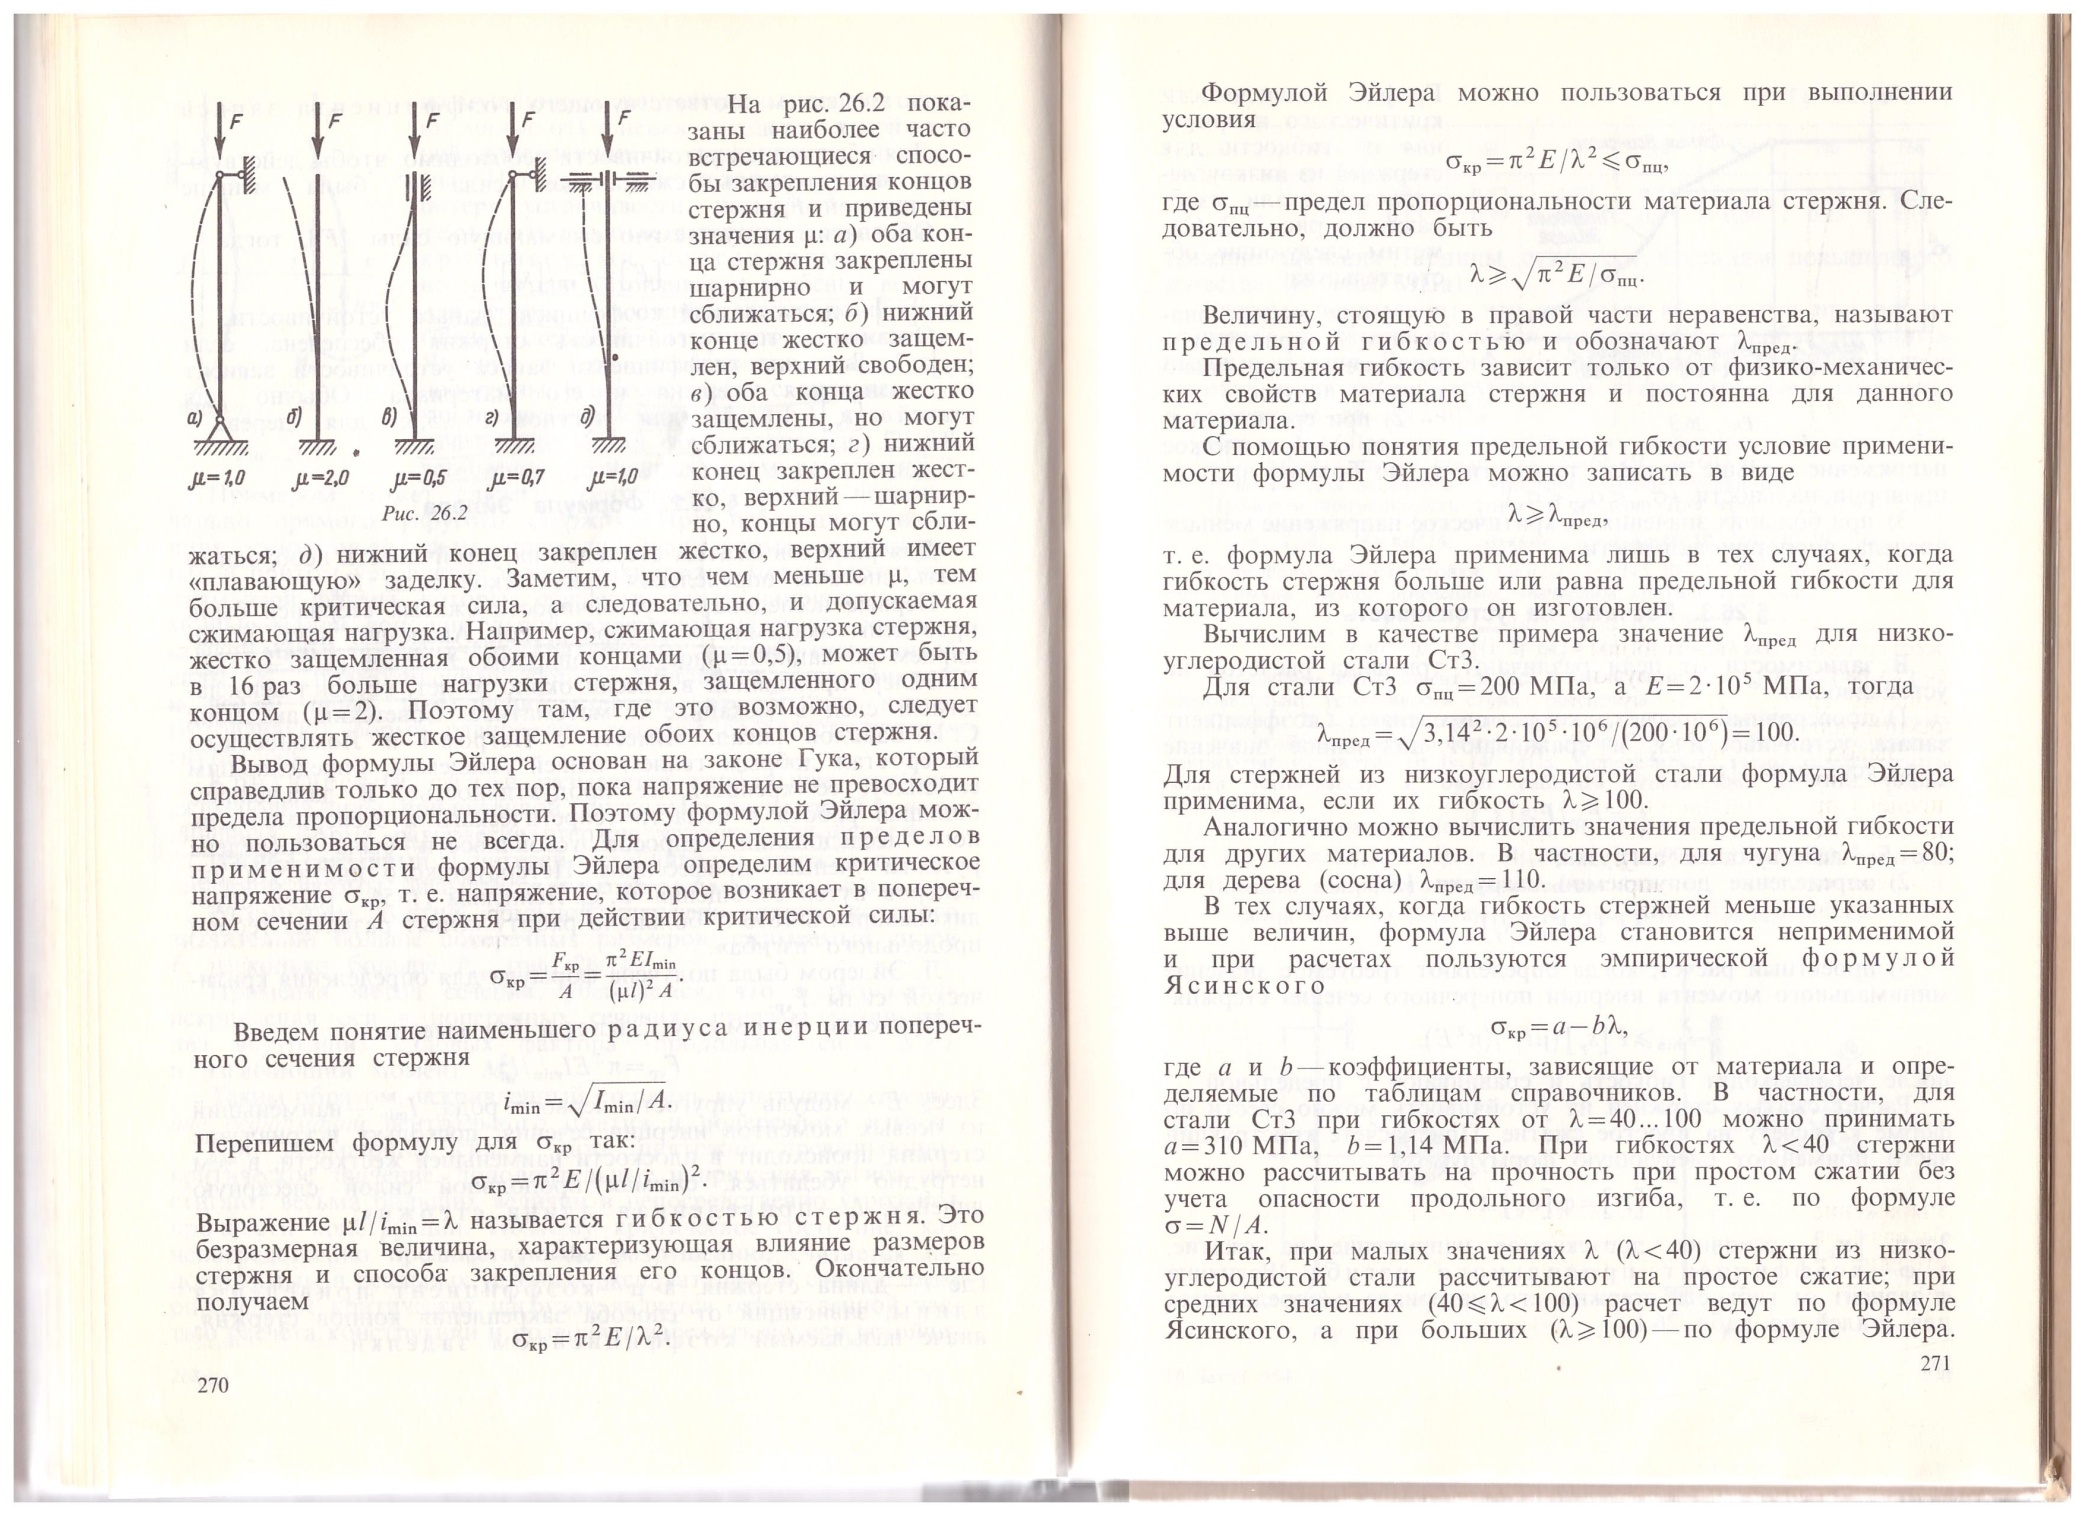 F F F F F
а) б) в) г) д)
μ=1,0 μ=2,0 μ=0,5 μ=0,7 μ=1,0
Рис. 26.2
На рис. 26.2 пока-
заны наиболее часто
встречающиеся спосо-
бы закрепления концов
стержня и приведены
значения μ: а) оба кон-
ца стержня закреплены
шарнирно и могут
сближаться; б) нижний
конце жестко защем-
лен, верхний свободен;
в) оба конца жестко
защемлены, но могут
сближаться; г) нижний
конец закреплен жест-
ко, верхний — шарнир-
но, концы могут сбли-
жаться; д) нижний конец закреплен жестко, верхний имеет
«плавающую» заделку. Заметим, что чем меньше μ, тем
больше критическая сила, а следовательно, и допускаемая
сжимающая нагрузка. Например, сжимающая нагрузка стержня,
жестко защемленная обоими концами (μ=0,5), может быть
в 16 раз больше нагрузки стержня, защемленного одним
концом (μ=2). Поэтому там, где это возможно, следует
осуществлять жесткое защемление обоих концов стержня.
Вывод формулы Эйлера основан на законе Гука, который
справедлив только до тех пор, пока напряжение не превосходит
предела пропорциональности. Поэтому формулой Эйлера мож-
но пользоваться не всегда. Для определения пределов
применимости формулы Эйлера определим критическое
напряжение σкр, т. е. напряжение, которое возникает в попереч-
ном сечении A стержня при действии критической силы:
σкр = Fкр/A = π²EImin/((μl)² A).
Введем понятие наименьшего радиуса инерции попереч-
ного сечения стержня
imin = √(Imin/A).
Перепишем формулу для σкр так:
σкр = π²E/(μl/imin)².
Выражение μl/imin = λ называется гибкостью стержня. Это
безразмерная величина, характеризующая влияние размеров
стержня и способа закрепления его концов. Окончательно
получаем
σкр = π²E/λ².
270
Формулой Эйлера можно пользоваться при выполнении
условия
σкр = π²E/λ² ⩽ σпц,
где σпц — предел пропорциональности материала стержня. Сле-
довательно, должно быть
λ ⩾ √(π²E/σпц).
Величину, стоящую в правой части неравенства, называют
предельной гибкостью и обозначают λпред.
Предельная гибкость зависит только от физико-механичес-
ких свойств материала стержня и постоянна для данного
материала.
С помощью понятия предельной гибкости условие примени-
мости формулы Эйлера можно записать в виде
λ ⩾ λпред,
т. е. формула Эйлера применима лишь в тех случаях, когда
гибкость стержня больше или равна предельной гибкости для
материала, из которого он изготовлен.
Вычислим в качестве примера значение λпред для низко-
углеродистой стали Ст3.
Для стали Ст3 σпц = 200 МПа, а E = 2·10⁵ МПа, тогда
λпред = √(3,14²·2·10⁵·10⁶/(200·10⁶)) = 100.
Для стержней из низкоуглеродистой стали формула Эйлера
применима, если их гибкость λ ⩾ 100.
Аналогично можно вычислить значения предельной гибкости
для других материалов. В частности, для чугуна λпред = 80;
для дерева (сосна) λпред = 110.
В тех случаях, когда гибкость стержней меньше указанных
выше величин, формула Эйлера становится неприменимой
и при расчетах пользуются эмпирической формулой
Ясинского
σкр = a − bλ,
где a и b — коэффициенты, зависящие от материала и опре-
деляемые по таблицам справочников. В частности, для
стали Ст3 при гибкостях от λ = 40...100 можно принимать
a = 310 МПа, b = 1,14 МПа. При гибкостях λ < 40 стержни
можно рассчитывать на прочность при простом сжатии без
учета опасности продольного изгиба, т. е. по формуле
σ = N/A.
Итак, при малых значениях λ (λ < 40) стержни из низко-
углеродистой стали рассчитывают на простое сжатие; при
средних значениях (40 ⩽ λ < 100) расчет ведут по формуле
Ясинского, а при больших (λ ⩾ 100) — по формуле Эйлера.
271